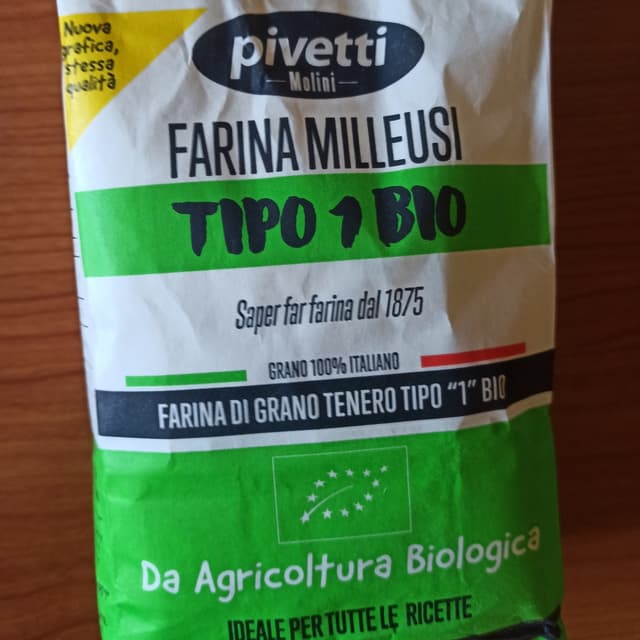 Nuova
grafica,
stessa
qualità
pivetti
Molini
FARINA MILLEUSI
TIPO 1 BIO
Saper far farina dal 1875
GRANO 100% ITALIANO
FARINA DI GRANO TENERO TIPO "1" BIO
Da Agricoltura Biologica
IDEALE PER TUTTE LE RICETTE